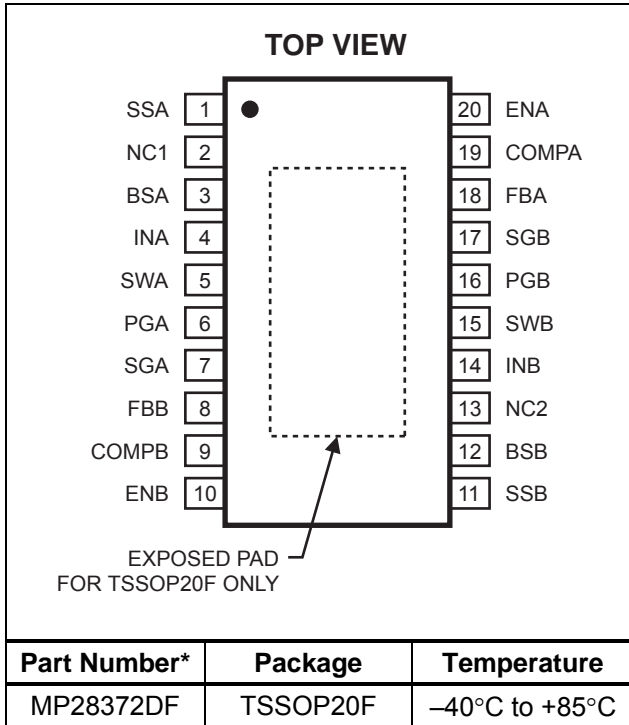 TOP VIEW
SSA 1 20 ENA
NC1 2 19 COMPA
BSA 3 18 FBA
INA 4 17 SGB
SWA 5 16 PGB
PGA 6 15 SWB
SGA 7 14 INB
FBB 8 13 NC2
COMPB 9 12 BSB
ENB 10 11 SSB
EXPOSED PAD
FOR TSSOP20F ONLY
Part Number* Package Temperature
MP28372DF TSSOP20F –40°C to +85°C